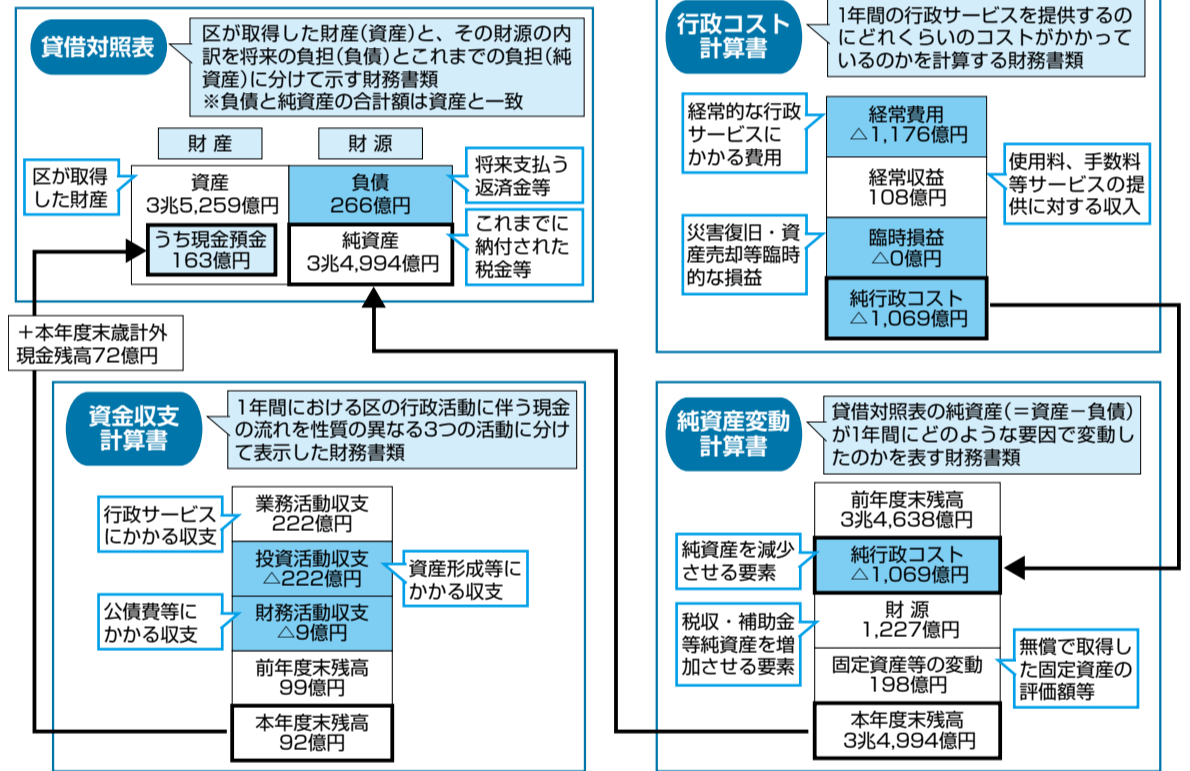 貸借対照表
区が取得した財産(資産)と、その財源の内
訳を将来の負担(負債)とこれまでの負担(純
資産)に分けて示す財務書類
※負債と純資産の合計額は資産と一致
財 産
財 源
区が取得
した財産
資産
3兆5,259億円
うち現金預金
163億円
負債
266億円
純資産
3兆4,994億円
将来支払う
返済金等
これまでに
納付された
税金等
+本年度末歳計外
現金残高72億円
行政コスト
計算書
1年間の行政サービスを提供するの
にどれくらいのコストがかかって
いるのかを計算する財務書類
経常的な行政
サービスに
かかる費用
経常費用
△1,176億円
経常収益
108億円
使用料、手数料
等サービスの提
供に対する収入
災害復旧・資
産売却等臨時
的な損益
臨時損益
△0億円
純行政コスト
△1,069億円
資金収支
計算書
1年間における区の行政活動に伴う現金
の流れを性質の異なる3つの活動に分け
て表示した財務書類
行政サービス
にかかる収支
業務活動収支
222億円
投資活動収支
△222億円
資産形成等に
かかる収支
公債費等に
かかる収支
財務活動収支
△9億円
前年度末残高
99億円
本年度末残高
92億円
純資産変動
計算書
貸借対照表の純資産(=資産-負債)
が1年間にどのような要因で変動し
たのかを表す財務書類
前年度末残高
3兆4,638億円
純資産を減少
させる要素
純行政コスト
△1,069億円
税収・補助金
等純資産を増
加させる要素
財 源
1,227億円
固定資産等の変動
198億円
無償で取得し
た固定資産の
評価額等
本年度末残高
3兆4,994億円